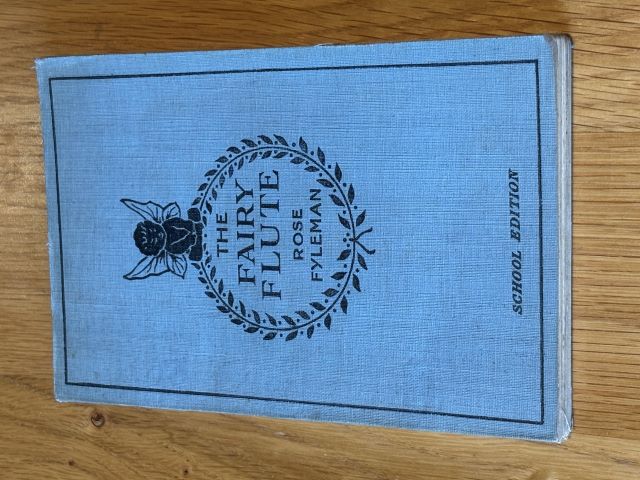 THE
FAIRY
FLUTE
ROSE
FYLEMAN
SCHOOL EDITION